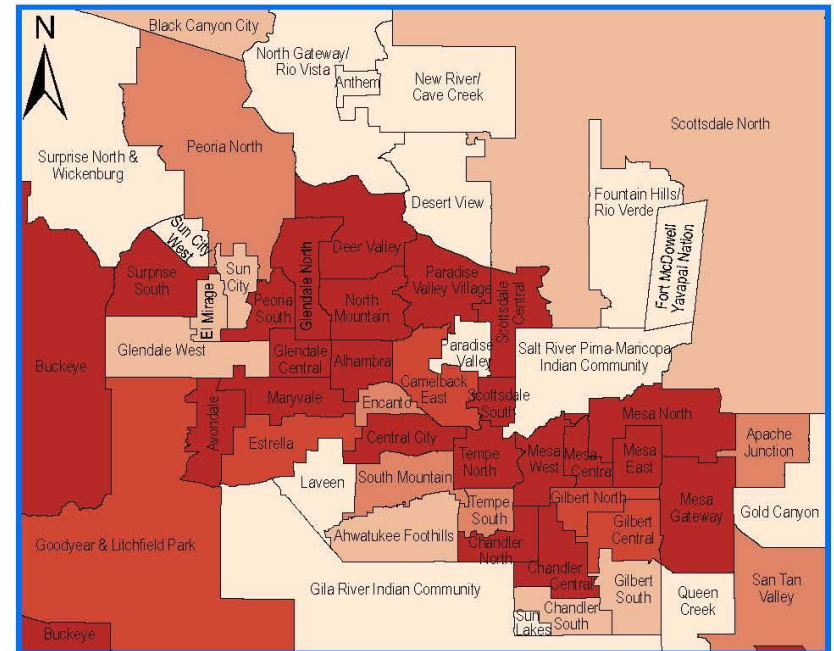 N
Black Canyon City
North Gateway/
Rio Vista
Anthem
New River/
Cave Creek
Scottsdale North
Peoria North
Surprise North &
Wickenburg
Desert View
Fountain Hills/
Rio Verde
Fort McDowell
Yavapai Nation
Sun City
West
Deer Valley
Glendale North
Paradise
Valley Village
Surprise
South
Sun
City
El Mirage
Peoria
South
North
Mountain
Scottsdale
Central
Buckeye
Glendale West
Glendale
Central
Alhambra
Paradise
Valley
Salt River Pima-Maricopa
Indian Community
Camelback
East
Maryvale
Encanto
Scottsdale
South
Avondale
Mesa North
Estrella
Central City
Tempe
North
Mesa
West
Mesa
Central
Mesa
East
Apache
Junction
Laveen
South Mountain
Gilbert North
Mesa
Gateway
Tempe
South
Gold Canyon
Goodyear & Litchfield Park
Ahwatukee Foothills
Chandler
North
Gilbert
Central
Chandler
Central
Gila River Indian Community
Gilbert
South
Queen
Creek
San Tan
Valley
Sun
Lakes
Chandler
South
Buckeye